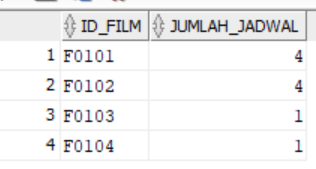 ID_FILM JUMLAH_JADWAL
1 F0101 4
2 F0102 4
3 F0103 1
4 F0104 1